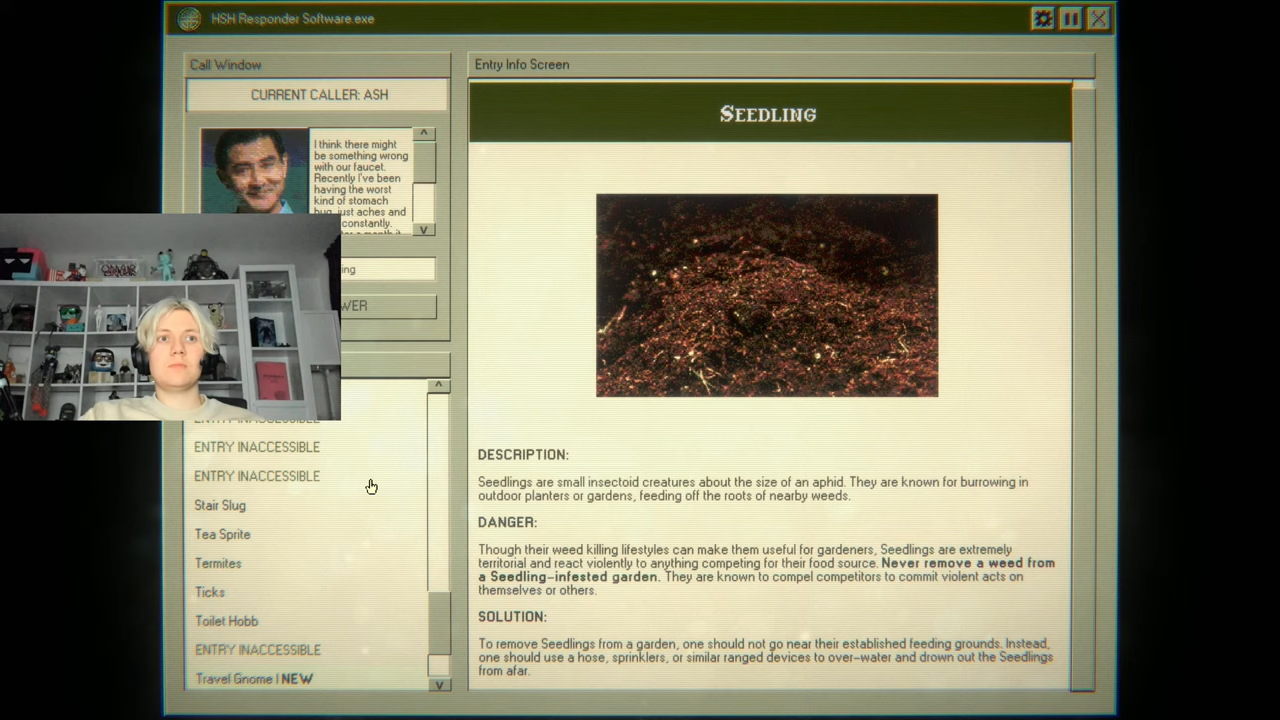 HSH Responder Software.exe
Call Window
CURRENT CALLER: ASH
I think there might
be something wrong
with our faucet.
Recently I've been
having the worst
kind of stomach
bug, just aches and
constantly.
Entry Info Screen
SEEDLING
DESCRIPTION:
Seedlings are small insectoid creatures about the size of an aphid. They are known for burrowing in
outdoor planters or gardens, feeding off the roots of nearby weeds.
DANGER:
Though their weed killing lifestyles can make them useful for gardeners, Seedlings are extremely
territorial and react violently to anything competing for their food source. Never remove a weed from
a Seedling-infested garden. They are known to compel competitors to commit violent acts on
themselves or others.
SOLUTION:
To remove Seedlings from a garden, one should not go near their established feeding grounds. Instead,
one should use a hose, sprinklers, or similar ranged devices to over-water and drown out the Seedlings
from afar.
ENTRY INACCESSIBLE
ENTRY INACCESSIBLE
ENTRY INACCESSIBLE
Stair Slug
Tea Sprite
Termites
Ticks
Toilet Hobb
ENTRY INACCESSIBLE
Travel Gnome | NEW